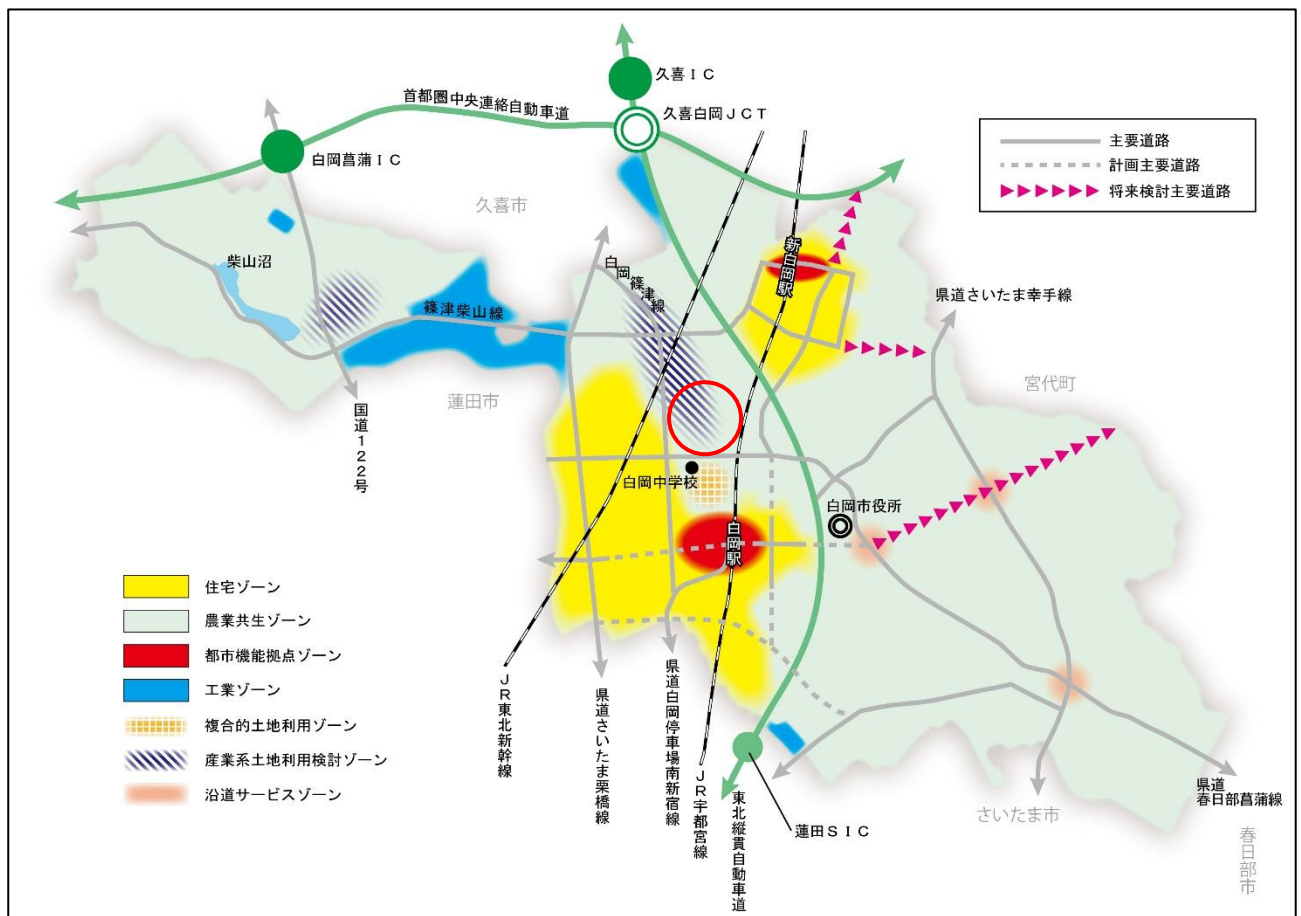 久喜ＩＣ
首都圏中央連絡自動車道
久喜白岡ＪＣＴ
白岡菖蒲ＩＣ
主要道路
計画主要道路
将来検討主要道路
久喜市
柴山沼
白岡篠津線
新白岡駅
篠津柴山線
県道さいたま幸手線
宮代町
蓮田市
国道１２２号
白岡中学校
白岡市役所
白岡駅
住宅ゾーン
農業共生ゾーン
都市機能拠点ゾーン
工業ゾーン
複合的土地利用ゾーン
産業系土地利用検討ゾーン
沿道サービスゾーン
ＪＲ東北新幹線
県道さいたま栗橋線
県道白岡停車場南新宿線
ＪＲ宇都宮線
東北縦貫自動車道
蓮田ＳＩＣ
さいたま市
県道
春日部菖蒲線
春日部市